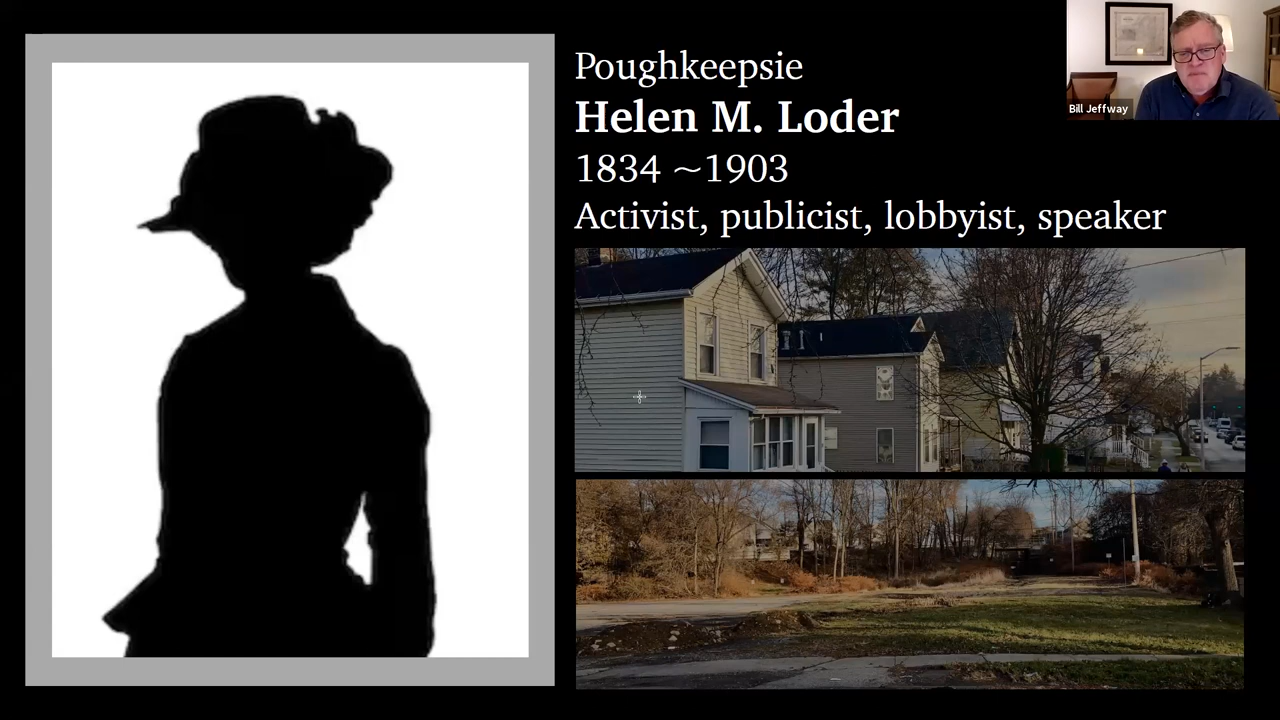 Poughkeepsie
Helen M. Loder
1834 ~1903
Activist, publicist, lobbyist, speaker
Bill Jeffway